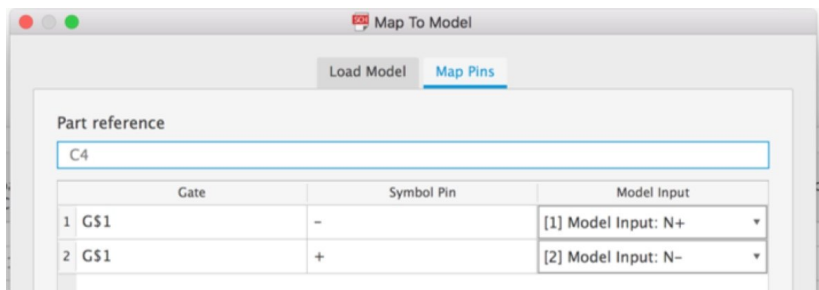 Map To Model
Load Model Map Pins
Part reference
C4
Gate Symbol Pin Model Input
1 G$1 - [1] Model Input: N+
2 G$1 + [2] Model Input: N-